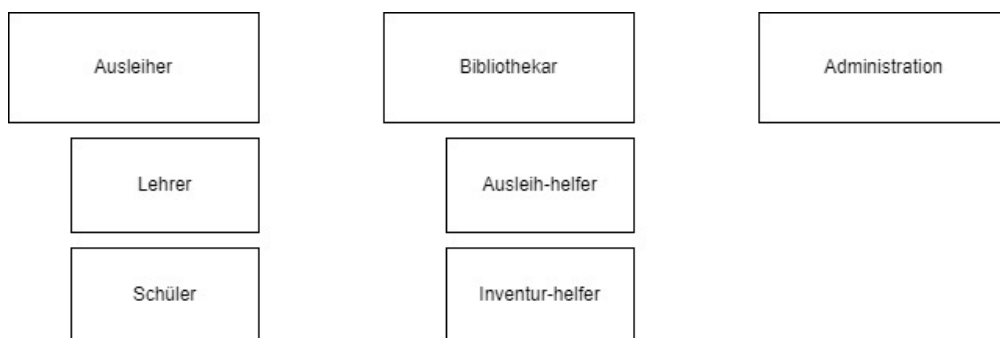 Ausleiher
Bibliothekar
Administration
Lehrer
Ausleih-helfer
Schüler
Inventur-helfer